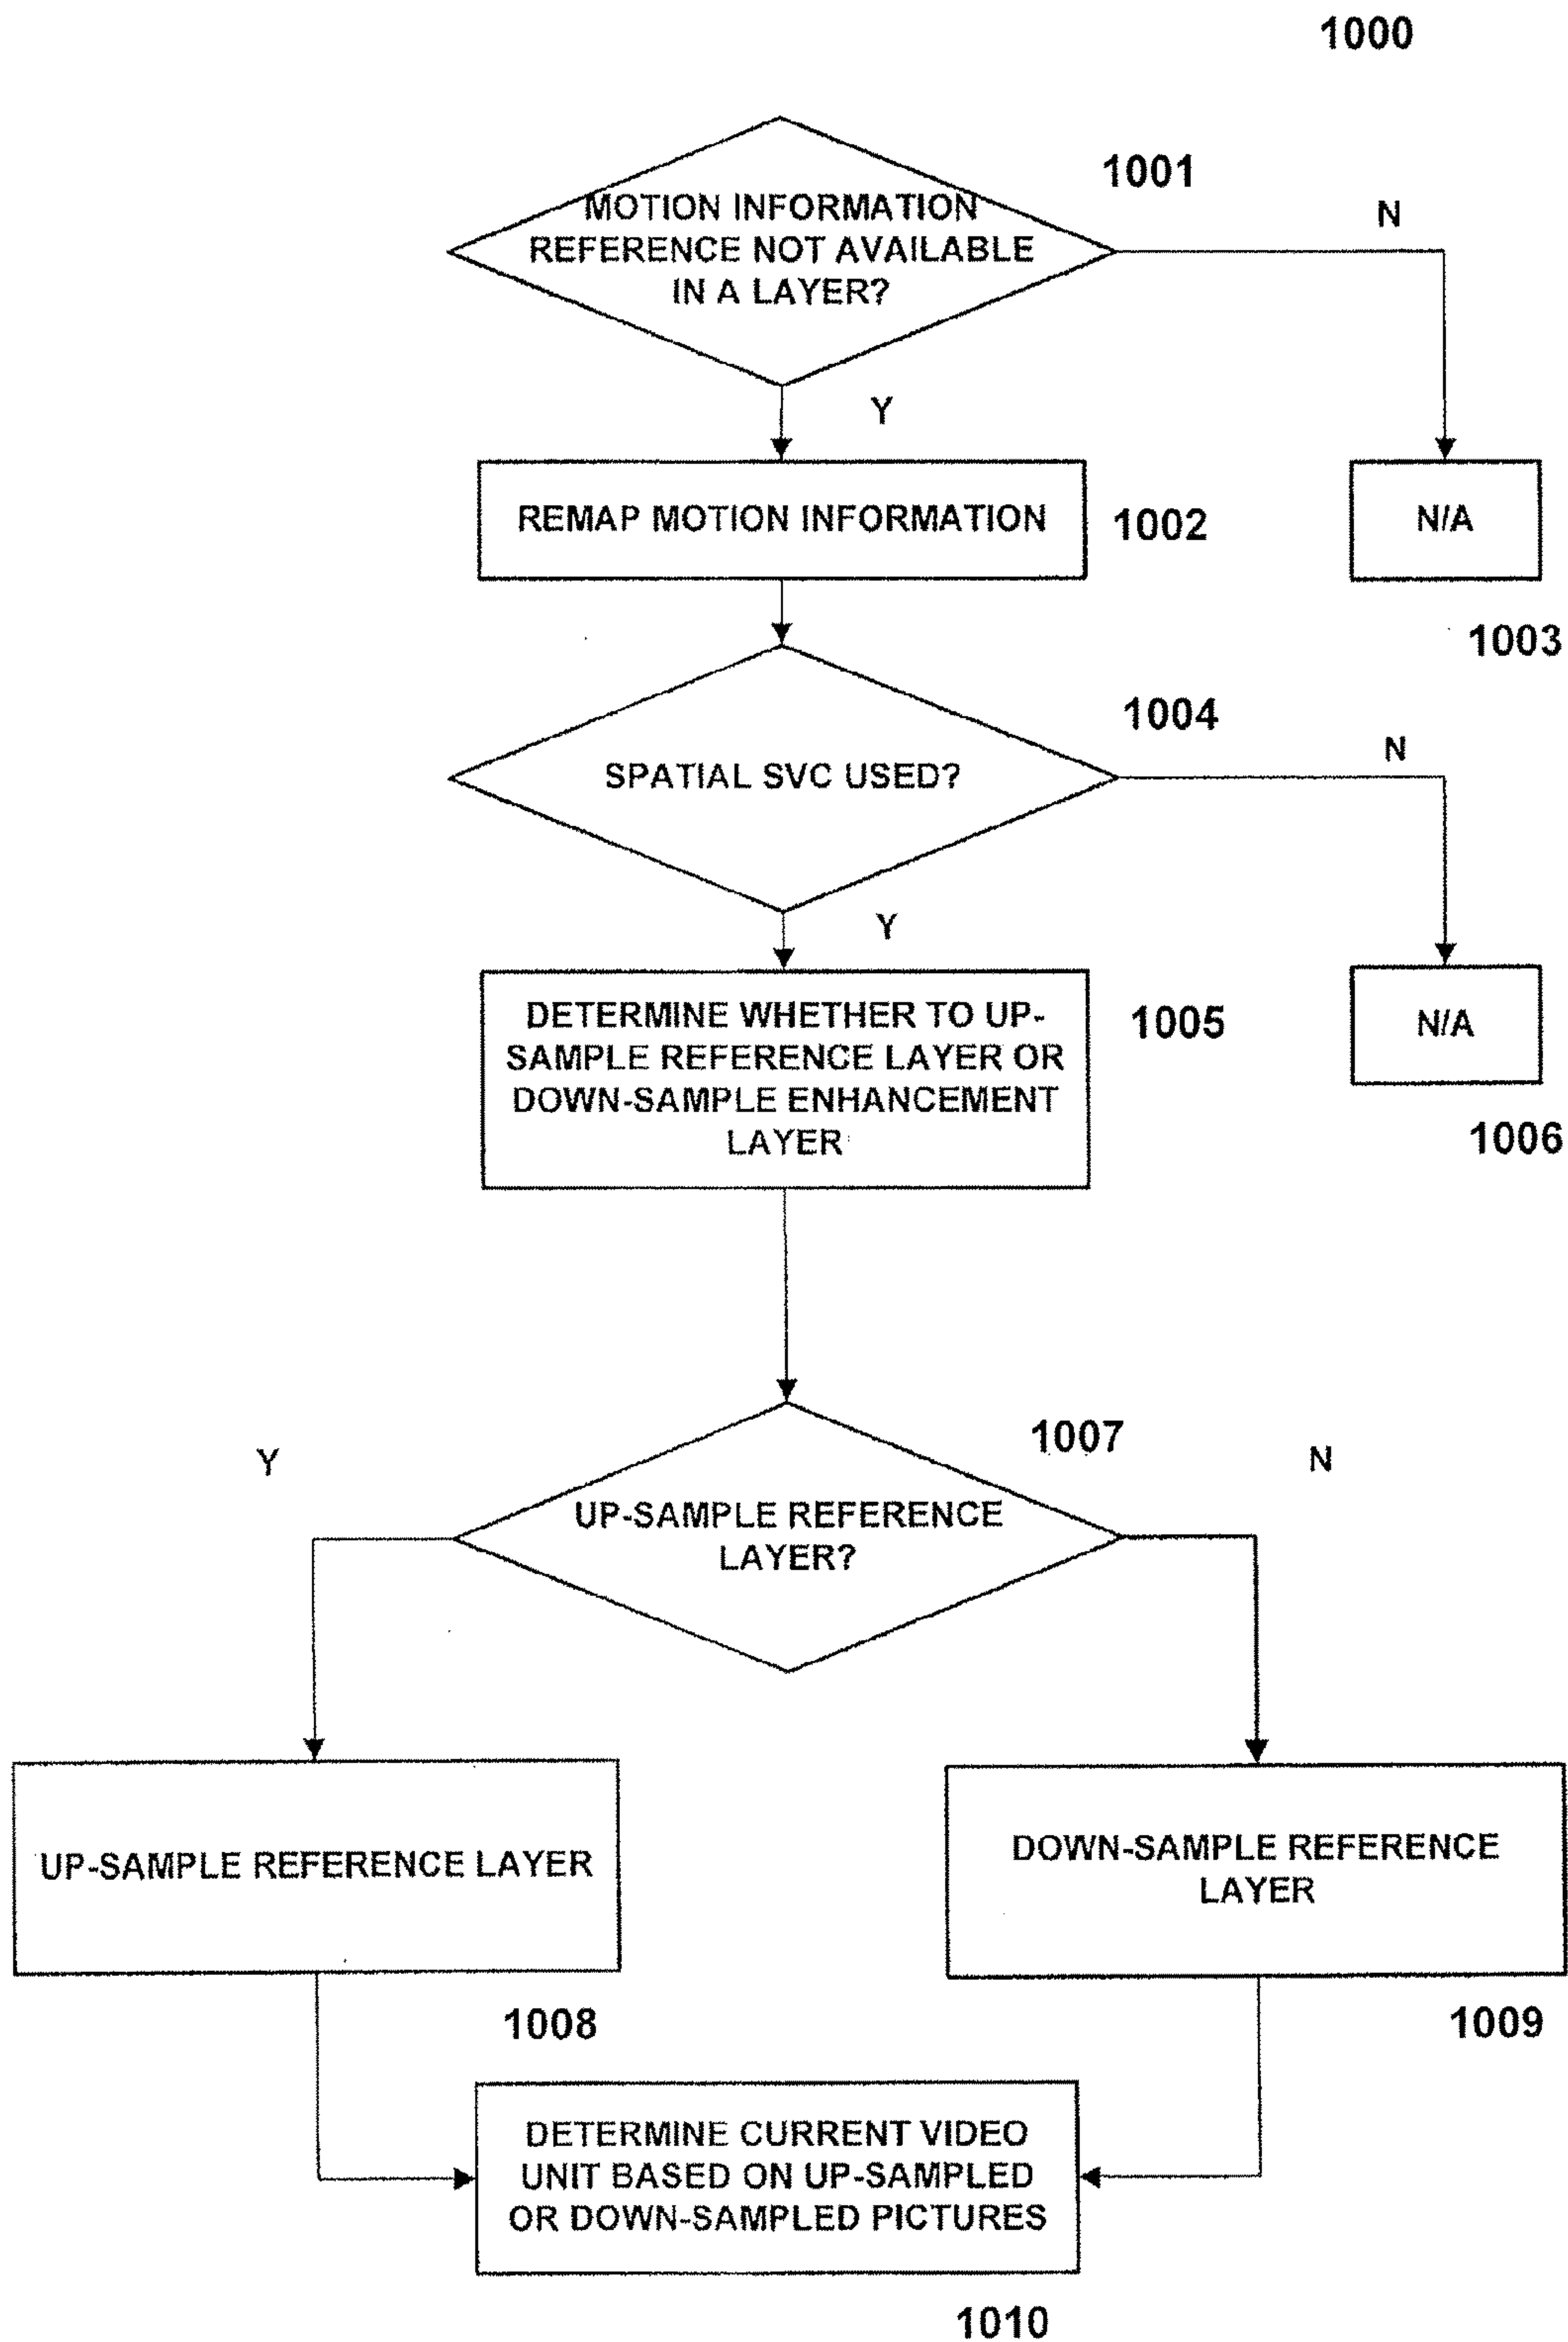 1000
1001
MOTION INFORMATION
REFERENCE NOT AVAILABLE
IN A LAYER?
N
Y
REMAP MOTION INFORMATION
1002
N/A
1003
1004
SPATIAL SVC USED?
N
Y
DETERMINE WHETHER TO UP-
SAMPLE REFERENCE LAYER OR
DOWN-SAMPLE ENHANCEMENT
LAYER
1005
N/A
1006
1007
Y
N
UP-SAMPLE REFERENCE
LAYER?
UP-SAMPLE REFERENCE LAYER
DOWN-SAMPLE REFERENCE
LAYER
1008
1009
DETERMINE CURRENT VIDEO
UNIT BASED ON UP-SAMPLED
OR DOWN-SAMPLED PICTURES
1010